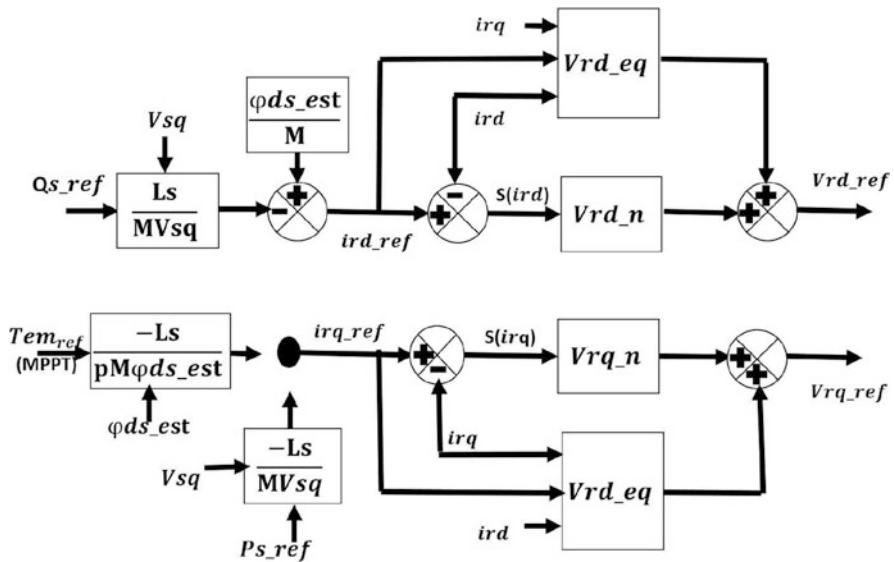 irq
Vrd_eq
φds_est
M
ird
Vsq
Qs_ref
Ls
MVsq
ird_ref
S(ird)
Vrd_n
Vrd_ref
Tem_ref
(MPPT)
−Ls
pMφds_est
φds_est
irq_ref
S(irq)
Vrq_n
Vrq_ref
irq
Vsq
−Ls
MVsq
Vrd_eq
ird
Ps_ref